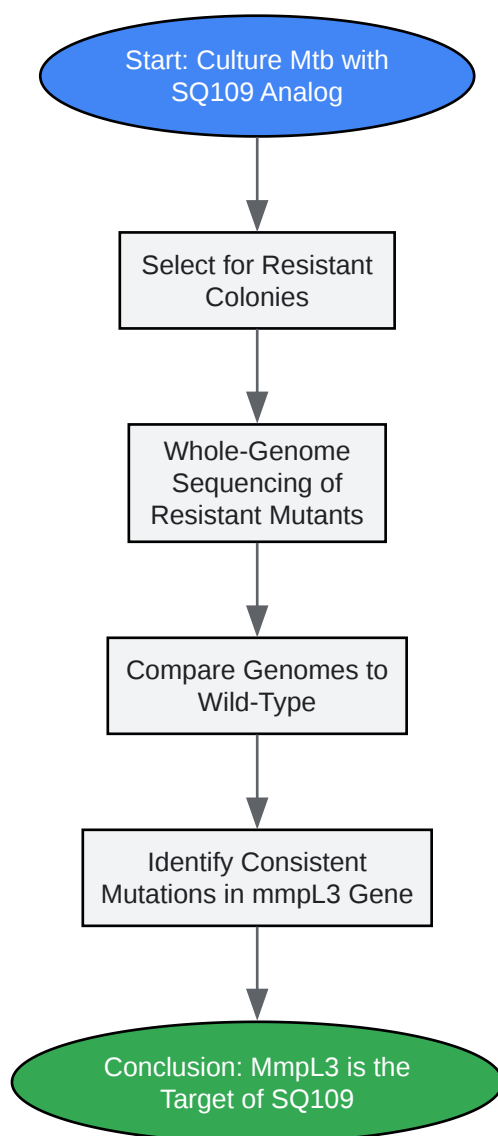 Start: Culture Mtb with
SQ109 Analog
Select for Resistant
Colonies
Whole-Genome
Sequencing of
Resistant Mutants
Compare Genomes to
Wild-Type
Identify Consistent
Mutations in mmpL3 Gene
Conclusion: MmpL3 is the
Target of SQ109